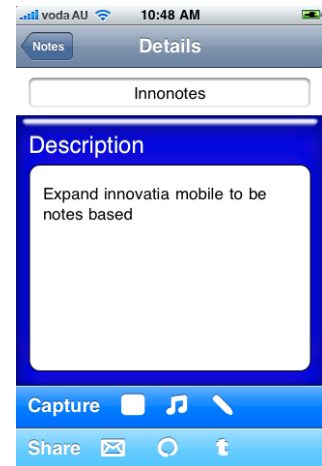 voda AU 10:48 AM
Notes Details
Innonotes
Description
Expand innovatia mobile to be
notes based
Capture
Share t